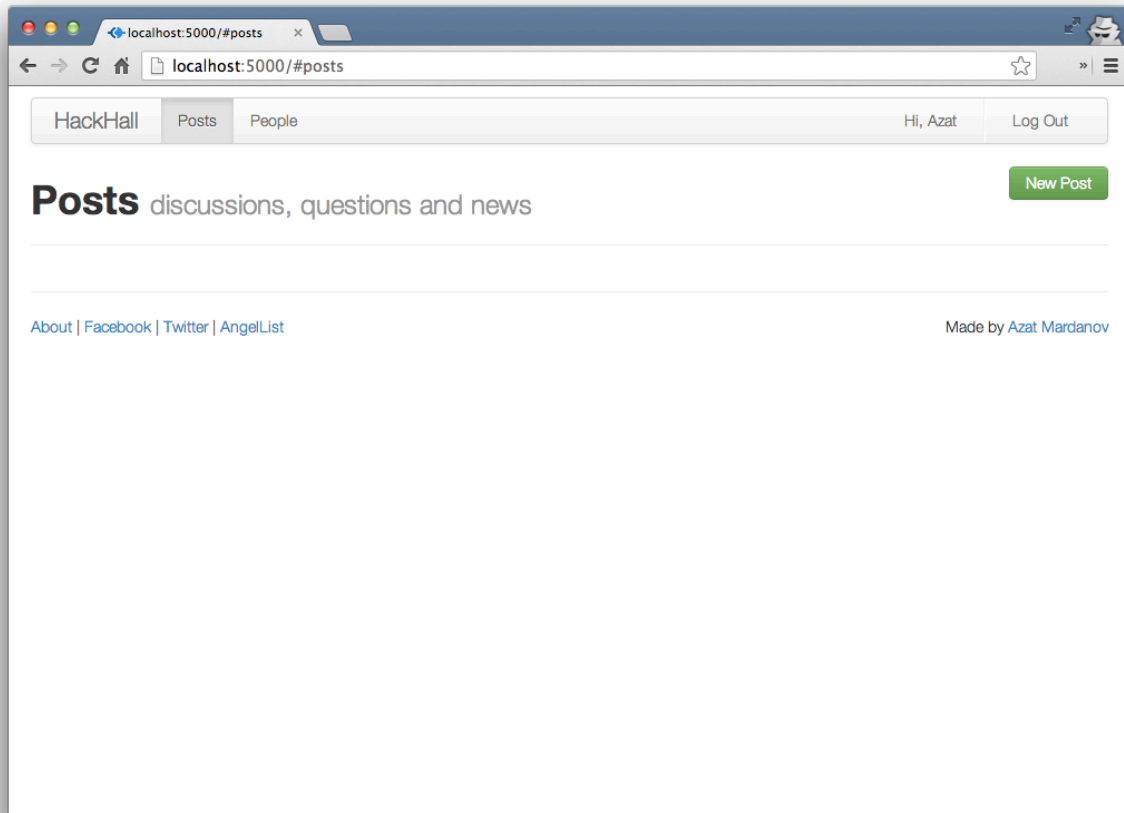 localhost:5000/#posts ×
localhost:5000/#posts »
HackHall Posts People Hi, Azat Log Out
New Post
Posts discussions, questions and news
About | Facebook | Twitter | AngelList Made by Azat Mardanov